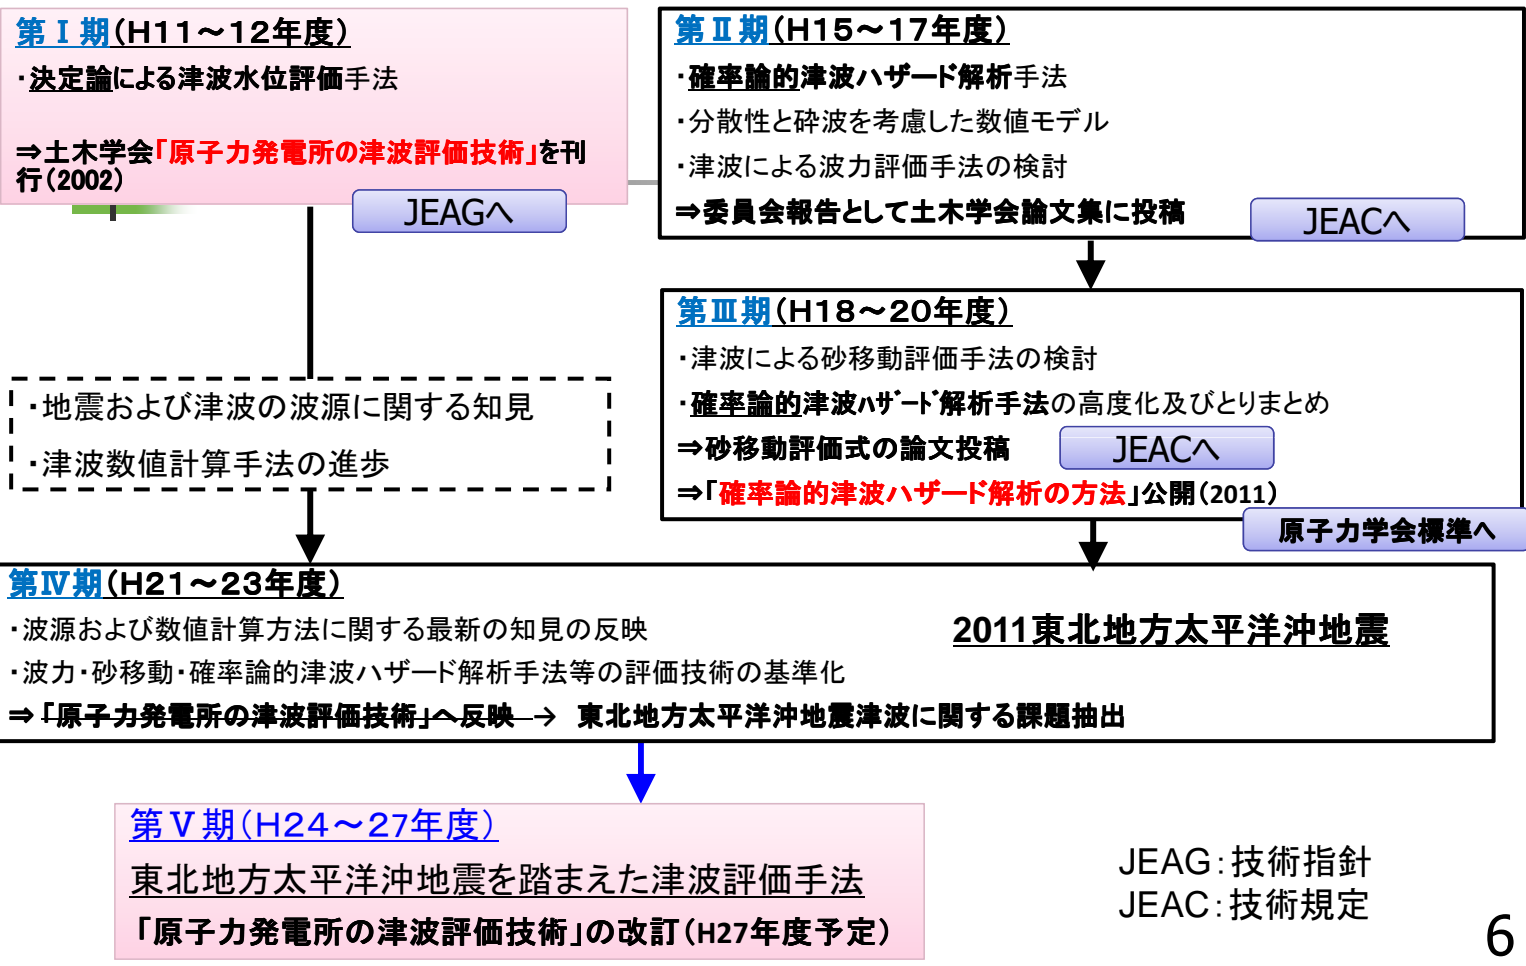 第Ⅰ期(H11～12年度)
・決定論による津波水位評価手法
⇒土木学会「原子力発電所の津波評価技術」を刊
行(2002)
JEAGへ
第Ⅱ期(H15～17年度)
・確率論的津波ハザード解析手法
・分散性と砕波を考慮した数値モデル
・津波による波力評価手法の検討
⇒委員会報告として土木学会論文集に投稿
JEACへ
第Ⅲ期(H18～20年度)
・津波による砂移動評価手法の検討
・確率論的津波ﾊｻﾞｰﾄﾞ解析手法の高度化及びとりまとめ
⇒砂移動評価式の論文投稿
JEACへ
⇒「確率論的津波ハザード解析の方法」公開(2011)
原子力学会標準へ
・地震および津波の波源に関する知見
・津波数値計算手法の進歩
第Ⅳ期(H21～23年度)
・波源および数値計算方法に関する最新の知見の反映
2011東北地方太平洋沖地震
・波力・砂移動・確率論的津波ハザード解析手法等の評価技術の基準化
⇒「原子力発電所の津波評価技術」へ反映 → 東北地方太平洋沖地震津波に関する課題抽出
第Ⅴ期(H24～27年度)
東北地方太平洋沖地震を踏まえた津波評価手法
「原子力発電所の津波評価技術」の改訂(H27年度予定)
JEAG:技術指針
JEAC:技術規定
6